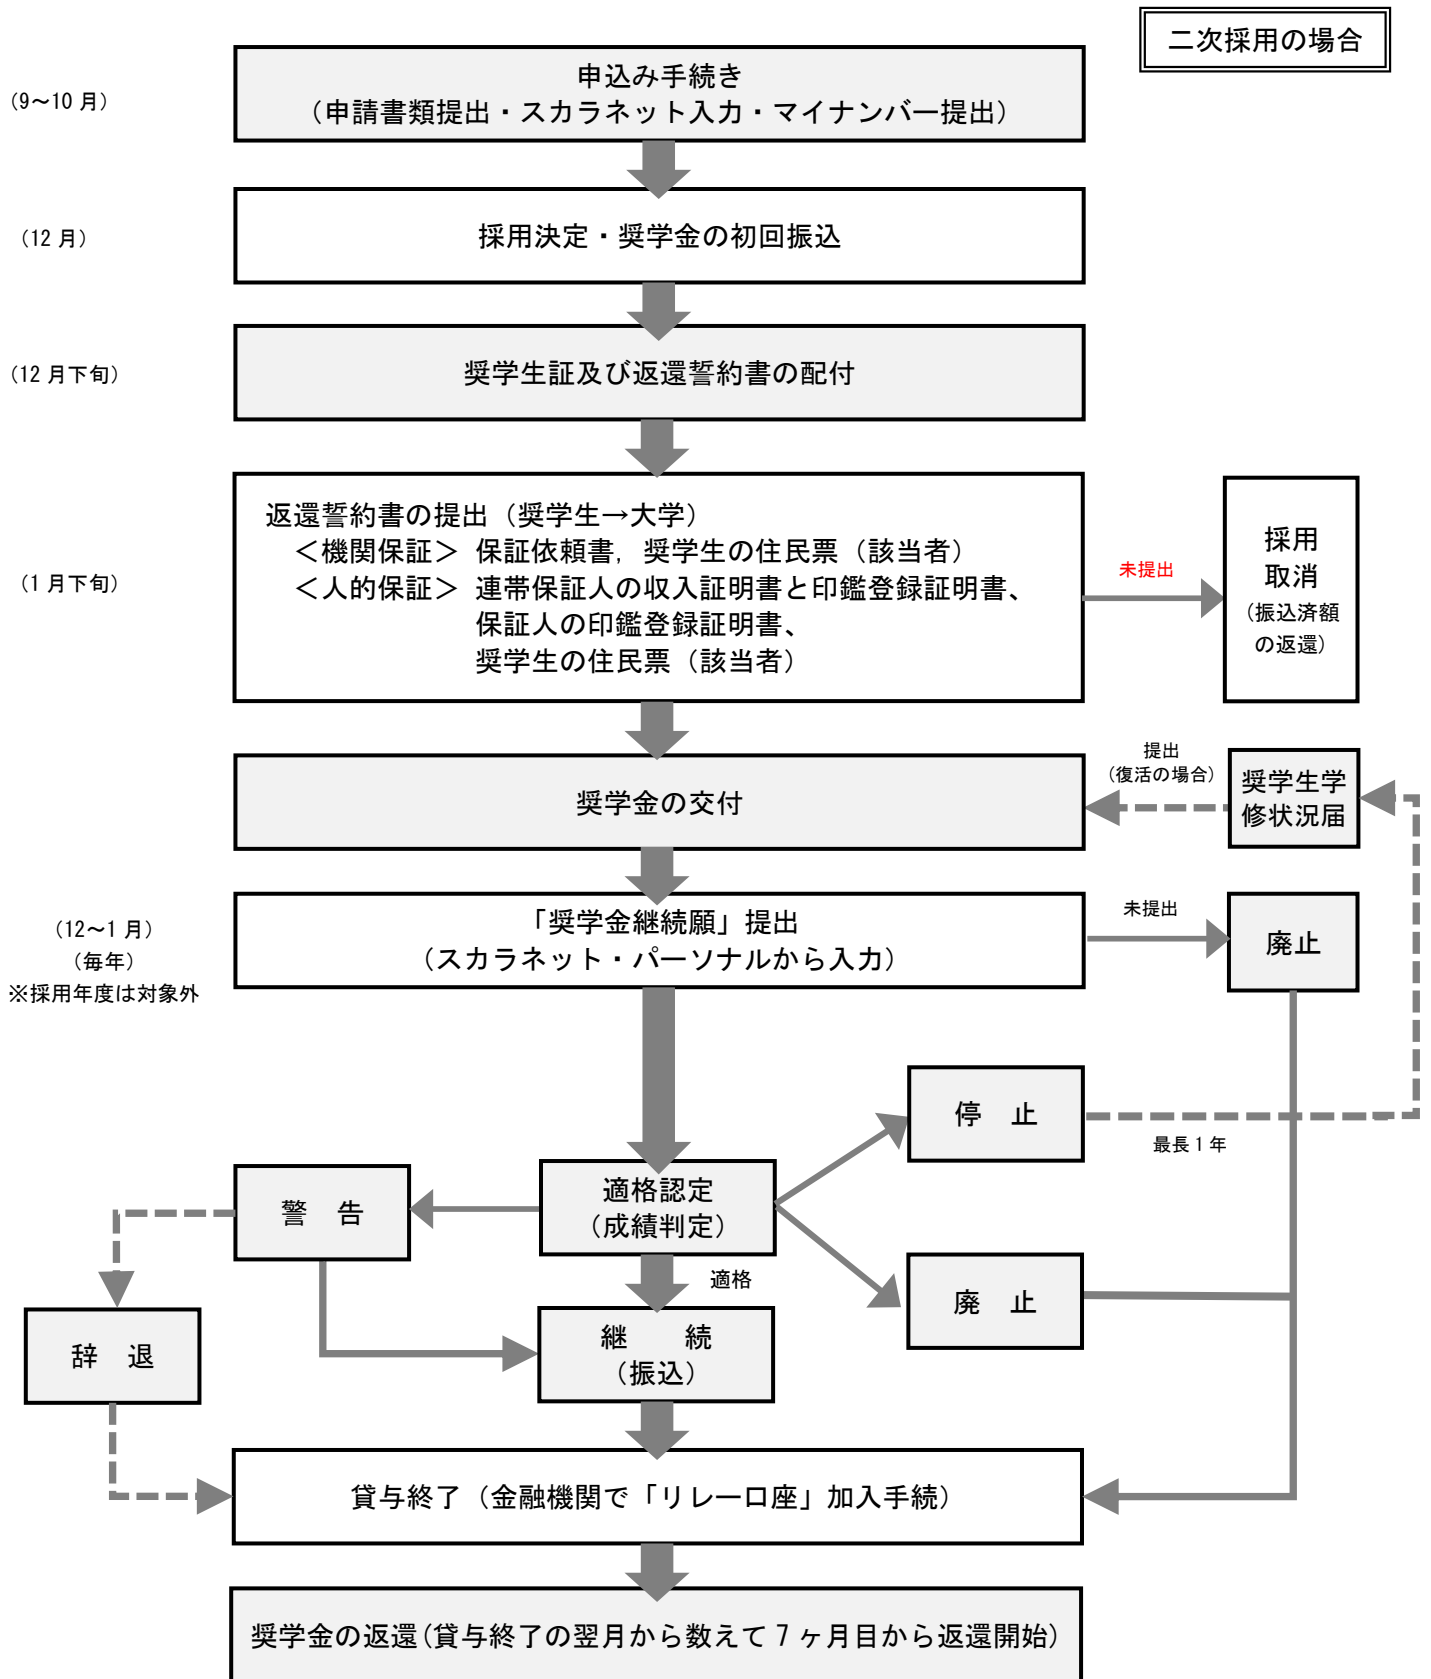 二次採用の場合
(9～10月)
申込み手続き
(申請書類提出・スカラネット入力・マイナンバー提出)
(12月)
採用決定・奨学金の初回振込
(12月下旬)
奨学生証及び返還誓約書の配付
(1月下旬)
返還誓約書の提出（奨学生→大学）
＜機関保証＞ 保証依頼書，奨学生の住民票（該当者）
＜人的保証＞ 連帯保証人の収入証明書と印鑑登録証明書、
保証人の印鑑登録証明書、
奨学生の住民票（該当者）
未提出
採用
取消
(振込済額
の返還)
奨学金の交付
提出
(復活の場合)
奨学生学
修状況届
(12～1月)
(毎年)
※採用年度は対象外
「奨学金継続願」提出
(スカラネット・パーソナルから入力)
未提出
廃止
停　止
最長1年
警　告
適格認定
(成績判定)
適格
廃　止
辞　退
継　　続
(振込)
貸与終了（金融機関で「リレー口座」加入手続）
奨学金の返還(貸与終了の翌月から数えて7ヶ月目から返還開始)